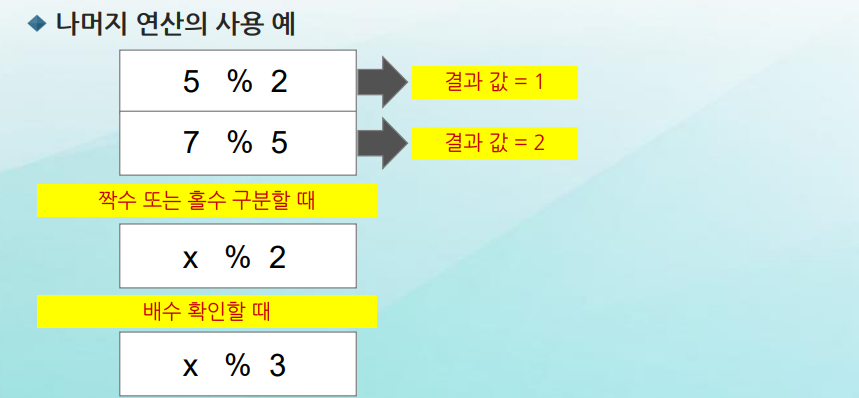 나머지 연산의 사용 예
5 % 2
결과 값 = 1
7 % 5
결과 값 = 2
짝수 또는 홀수 구분할 때
x % 2
배수 확인할 때
x % 3